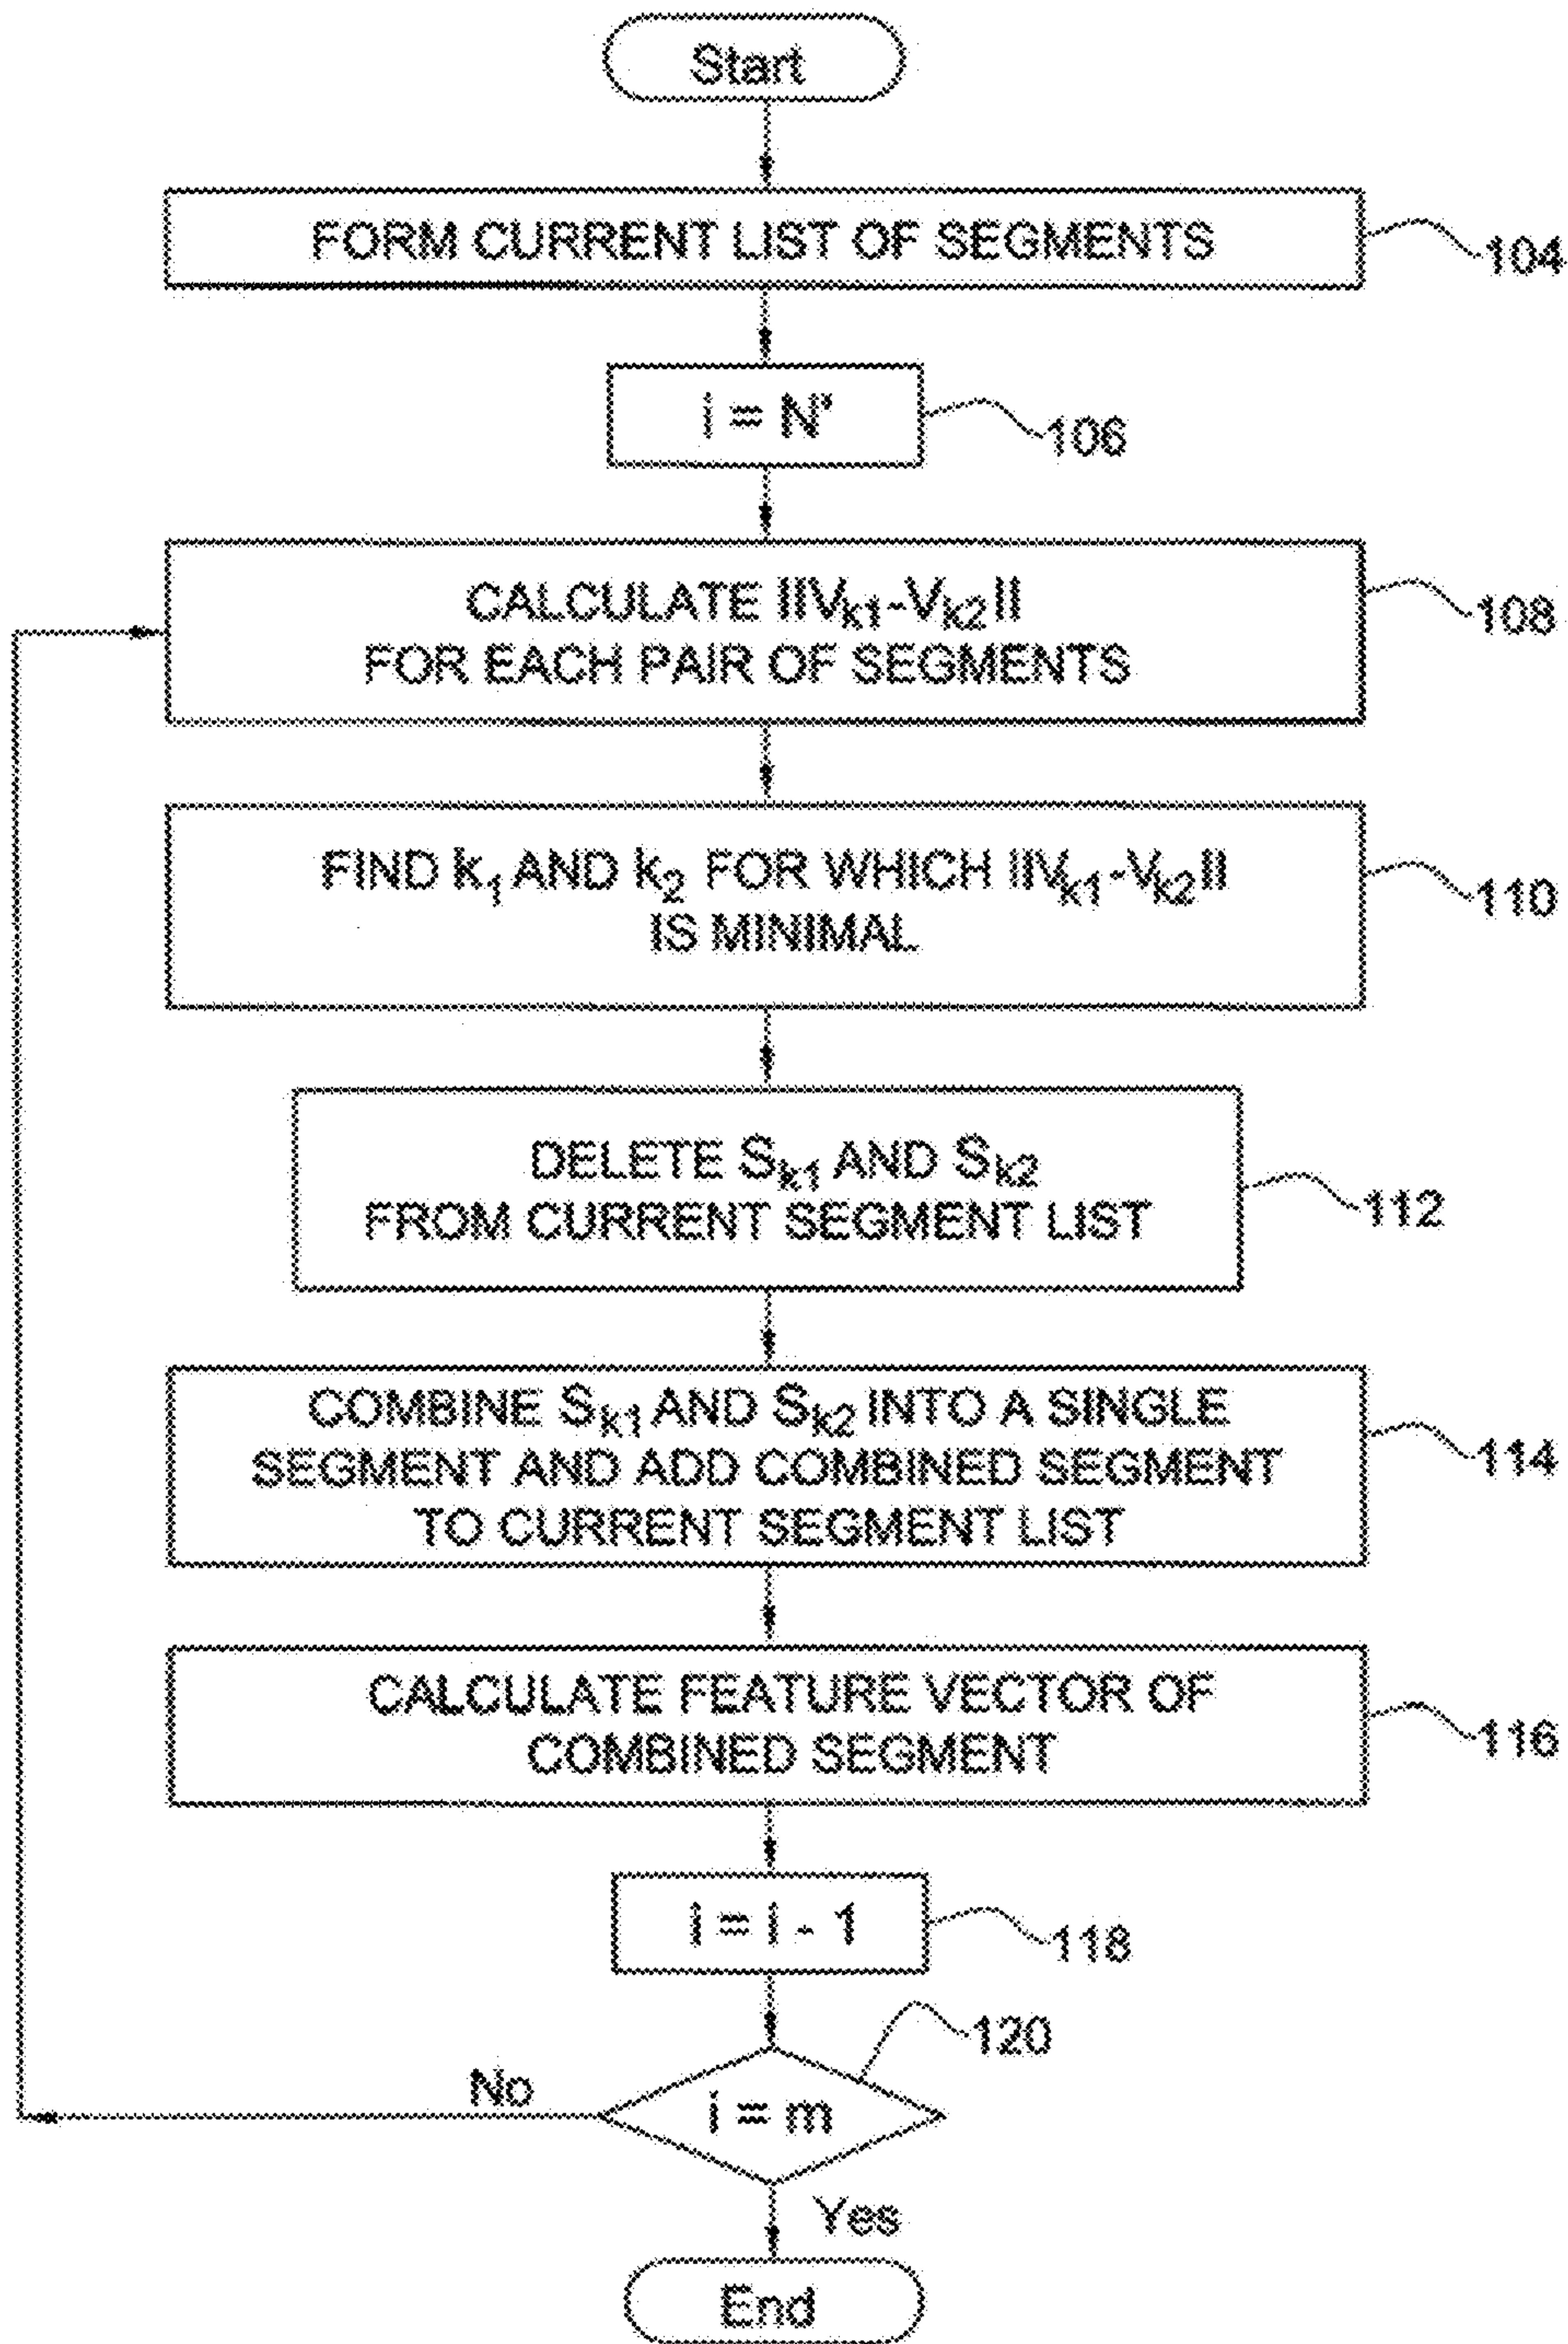 Start
FORM CURRENT LIST OF SEGMENTS
104
i = N'
106
CALCULATE IIVk1-Vk2II
FOR EACH PAIR OF SEGMENTS
108
FIND k1 AND k2 FOR WHICH IIVk1-Vk2II
IS MINIMAL
110
DELETE Sk1 AND Sk2
FROM CURRENT SEGMENT LIST
112
COMBINE Sk1 AND Sk2 INTO A SINGLE
SEGMENT AND ADD COMBINED SEGMENT
TO CURRENT SEGMENT LIST
114
CALCULATE FEATURE VECTOR OF
COMBINED SEGMENT
116
i = i - 1
118
120
No
i = m
Yes
End